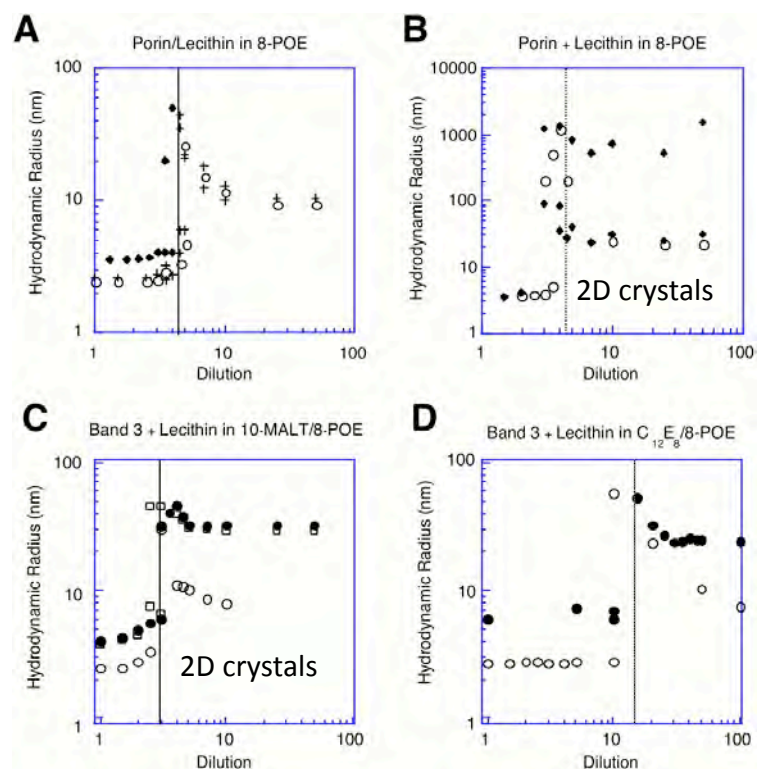 A
Porin/Lecithin in 8-POE
Hydrodynamic Radius (nm)
100
10
1
1
10
100
Dilution
B
Porin + Lecithin in 8-POE
Hydrodynamic Radius (nm)
10000
1000
100
10
1
2D crystals
1
10
100
Dilution
C
Band 3 + Lecithin in 10-MALT/8-POE
Hydrodynamic Radius (nm)
100
10
1
2D crystals
1
10
100
Dilution
D
Band 3 + Lecithin in C12E8/8-POE
Hydrodynamic Radius (nm)
100
10
1
1
10
100
Dilution